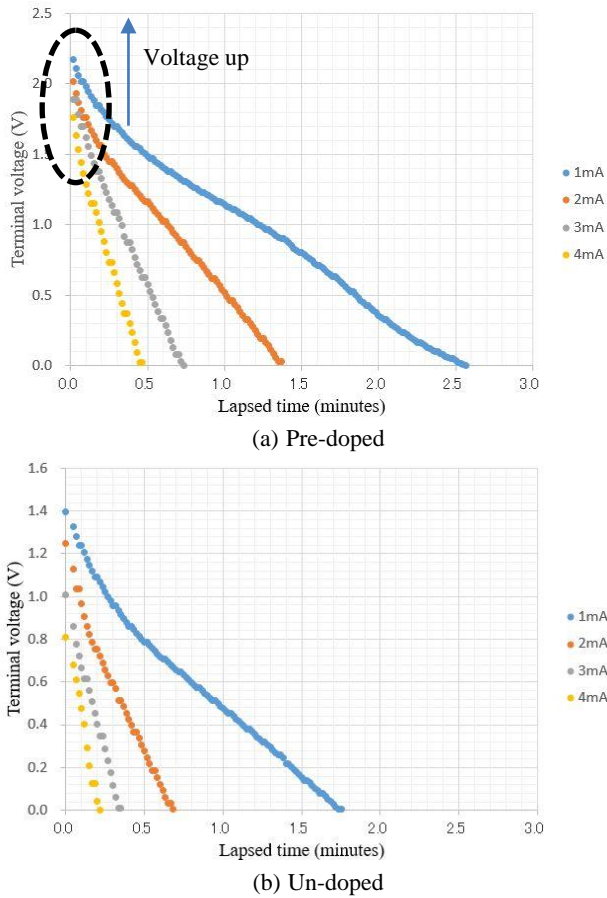 2.5
Voltage up
2.0
1.5
1.0
0.5
0.0
Terminal voltage (V)
1mA
2mA
3mA
4mA
0.0 0.5 1.0 1.5 2.0 2.5 3.0
Lapsed time (minutes)
(a) Pre-doped
1.6
1.4
1.2
1.0
0.8
0.6
0.4
0.2
0.0
Terminal voltage (V)
1mA
2mA
3mA
4mA
0.0 0.5 1.0 1.5 2.0 2.5 3.0
Lapsed time (minutes)
(b) Un-doped